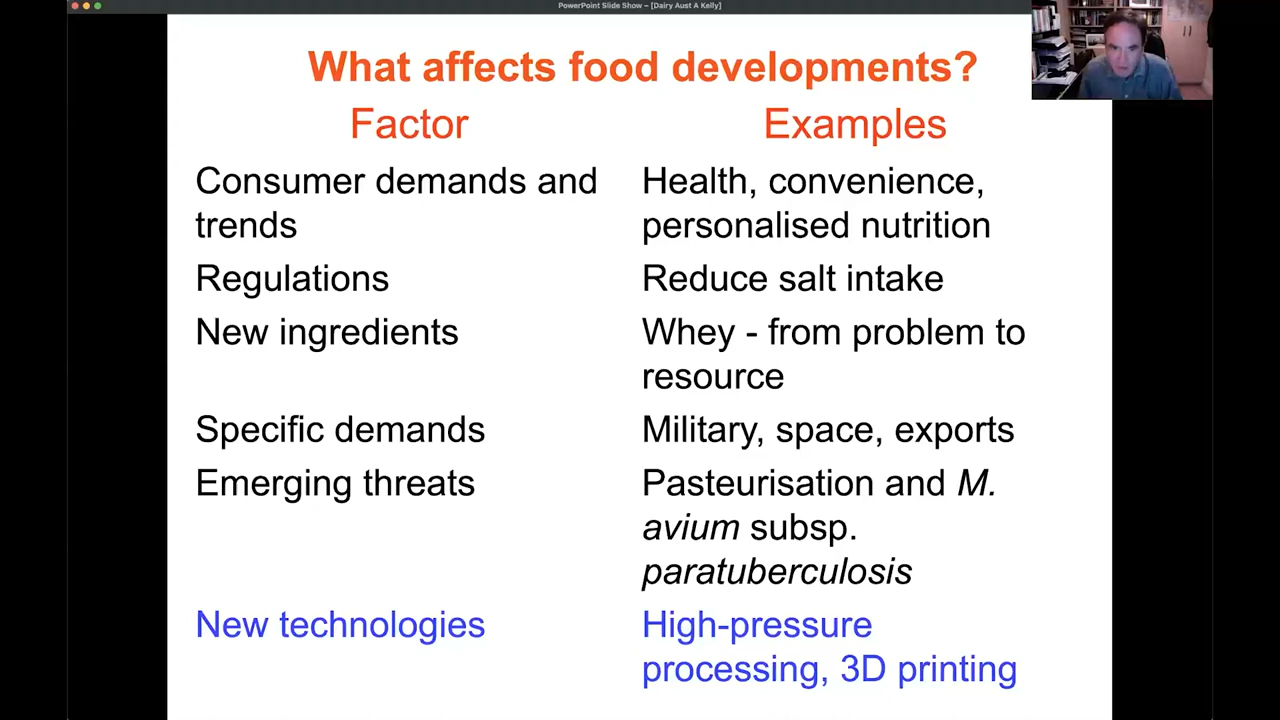 PowerPoint Slide Show – [Dairy Aust A Kelly]
What affects food developments?
Factor
Examples
Consumer demands and
trends
Health, convenience,
personalised nutrition
Regulations
Reduce salt intake
New ingredients
Whey - from problem to
resource
Specific demands
Military, space, exports
Emerging threats
Pasteurisation and M.
avium subsp.
paratuberculosis
New technologies
High-pressure
processing, 3D printing